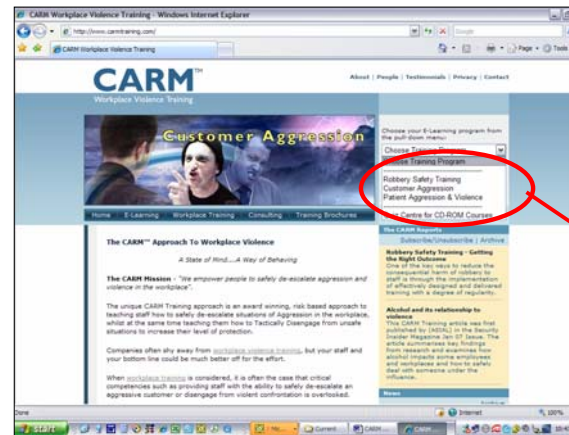 CARM Workplace Violence Training - Windows Internet Explorer
http://www.carmtraining.com/
Google
CARM Workplace Violence Training
Page
Tools
CARM™
Workplace Violence Training
About | People | Testimonials | Privacy | Contact
Customer Aggression
Choose your E-Learning program from
the pull-down menu:
Choose Training Program
Choose Training Program
Robbery Safety Training
Customer Aggression
Patient Aggression & Violence
Centre for CD-ROM Courses
Home E-Learning Workplace Training Consulting Training Brochures
The CARM Reports
Subscribe/Unsubscribe | Archive
The CARM™ Approach To Workplace Violence
A State of Mind....A Way of Behaving
The CARM Mission - "We empower people to safely de-escalate aggression and
violence in the workplace".
The unique CARM Training approach is an award winning, risk based approach to
teaching staff how to safely de-escalate situations of Aggression in the workplace,
whilst at the same time teaching them how to Tactically Disengage from unsafe
situations to increase their level of protection.
Companies often shy away from workplace violence training, but your staff and
your bottom line could be much better off for the effort.
When workplace training is considered, it is often the case that critical
competencies such as providing staff with the ability to safely de-escalate an
aggressive customer or disengage from violent confrontation is overlooked.
Robbery Safety Training - Getting
the Right Outcome
One of the key ways to reduce the
consequential harm of robbery to
staff is through the implementation
of effectively designed and delivered
training with a degree of regularity.
Alcohol and its relationship to
violence
This CARM Training article was first
published by (ASIAL) in the Security
Insider Magazine Jan 07 Issue. The
Article summarises key findings
from research and examines how
alcohol impacts some employees
and workplaces and how to safely
deal with someone under the
influence.
News
Done
Internet
100%
start
Current
CARM